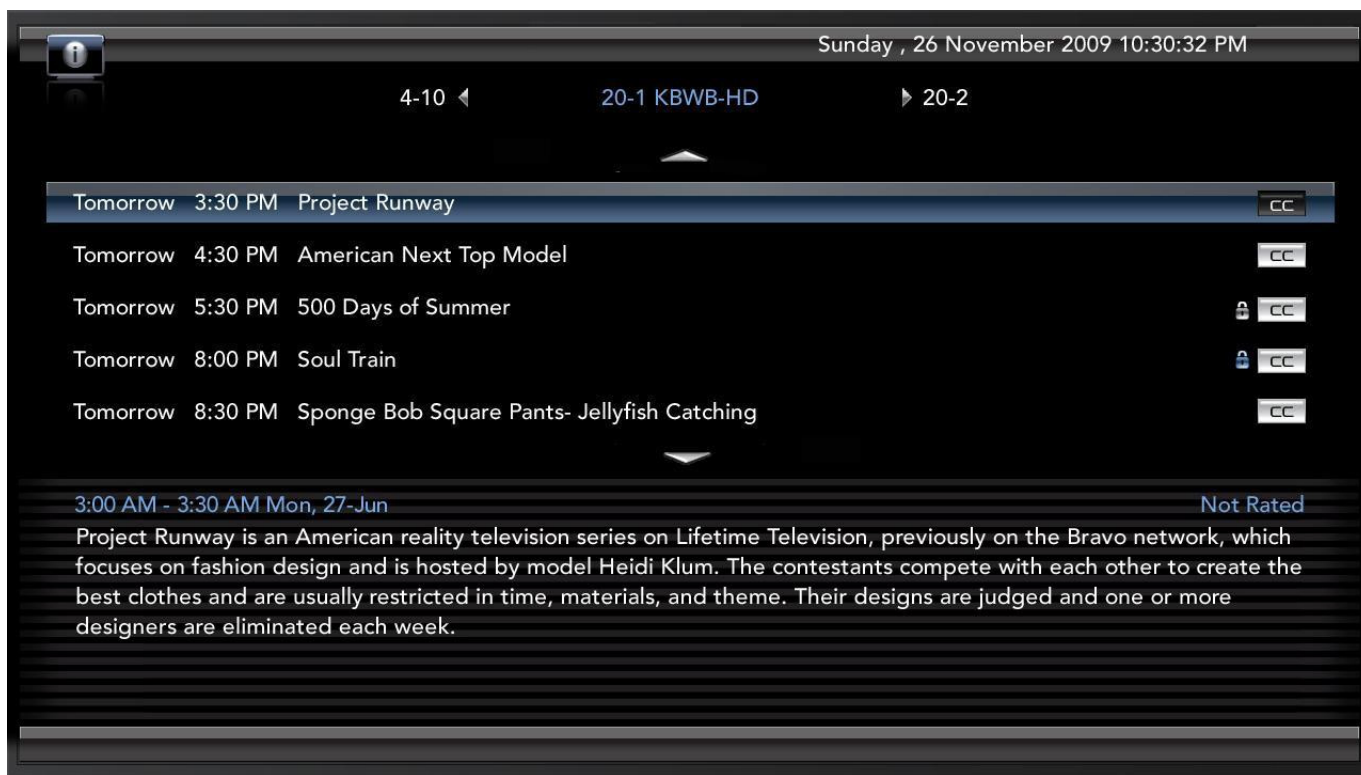 Sunday , 26 November 2009 10:30:32 PM
4-10 20-1 KBWB-HD 20-2
Tomorrow 3:30 PM Project Runway CC
Tomorrow 4:30 PM American Next Top Model CC
Tomorrow 5:30 PM 500 Days of Summer CC
Tomorrow 8:00 PM Soul Train CC
Tomorrow 8:30 PM Sponge Bob Square Pants- Jellyfish Catching CC
3:00 AM - 3:30 AM Mon, 27-Jun Not Rated
Project Runway is an American reality television series on Lifetime Television, previously on the Bravo network, which
focuses on fashion design and is hosted by model Heidi Klum. The contestants compete with each other to create the
best clothes and are usually restricted in time, materials, and theme. Their designs are judged and one or more
designers are eliminated each week.